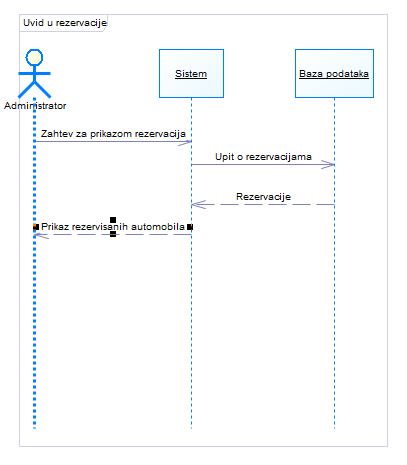 Uvid u rezervacije
Sistem
Baza podataka
Administrator
Zahtev za prikazom rezervacija
Upit o rezervacijama
Rezervacije
Prikaz rezervisanih automobila